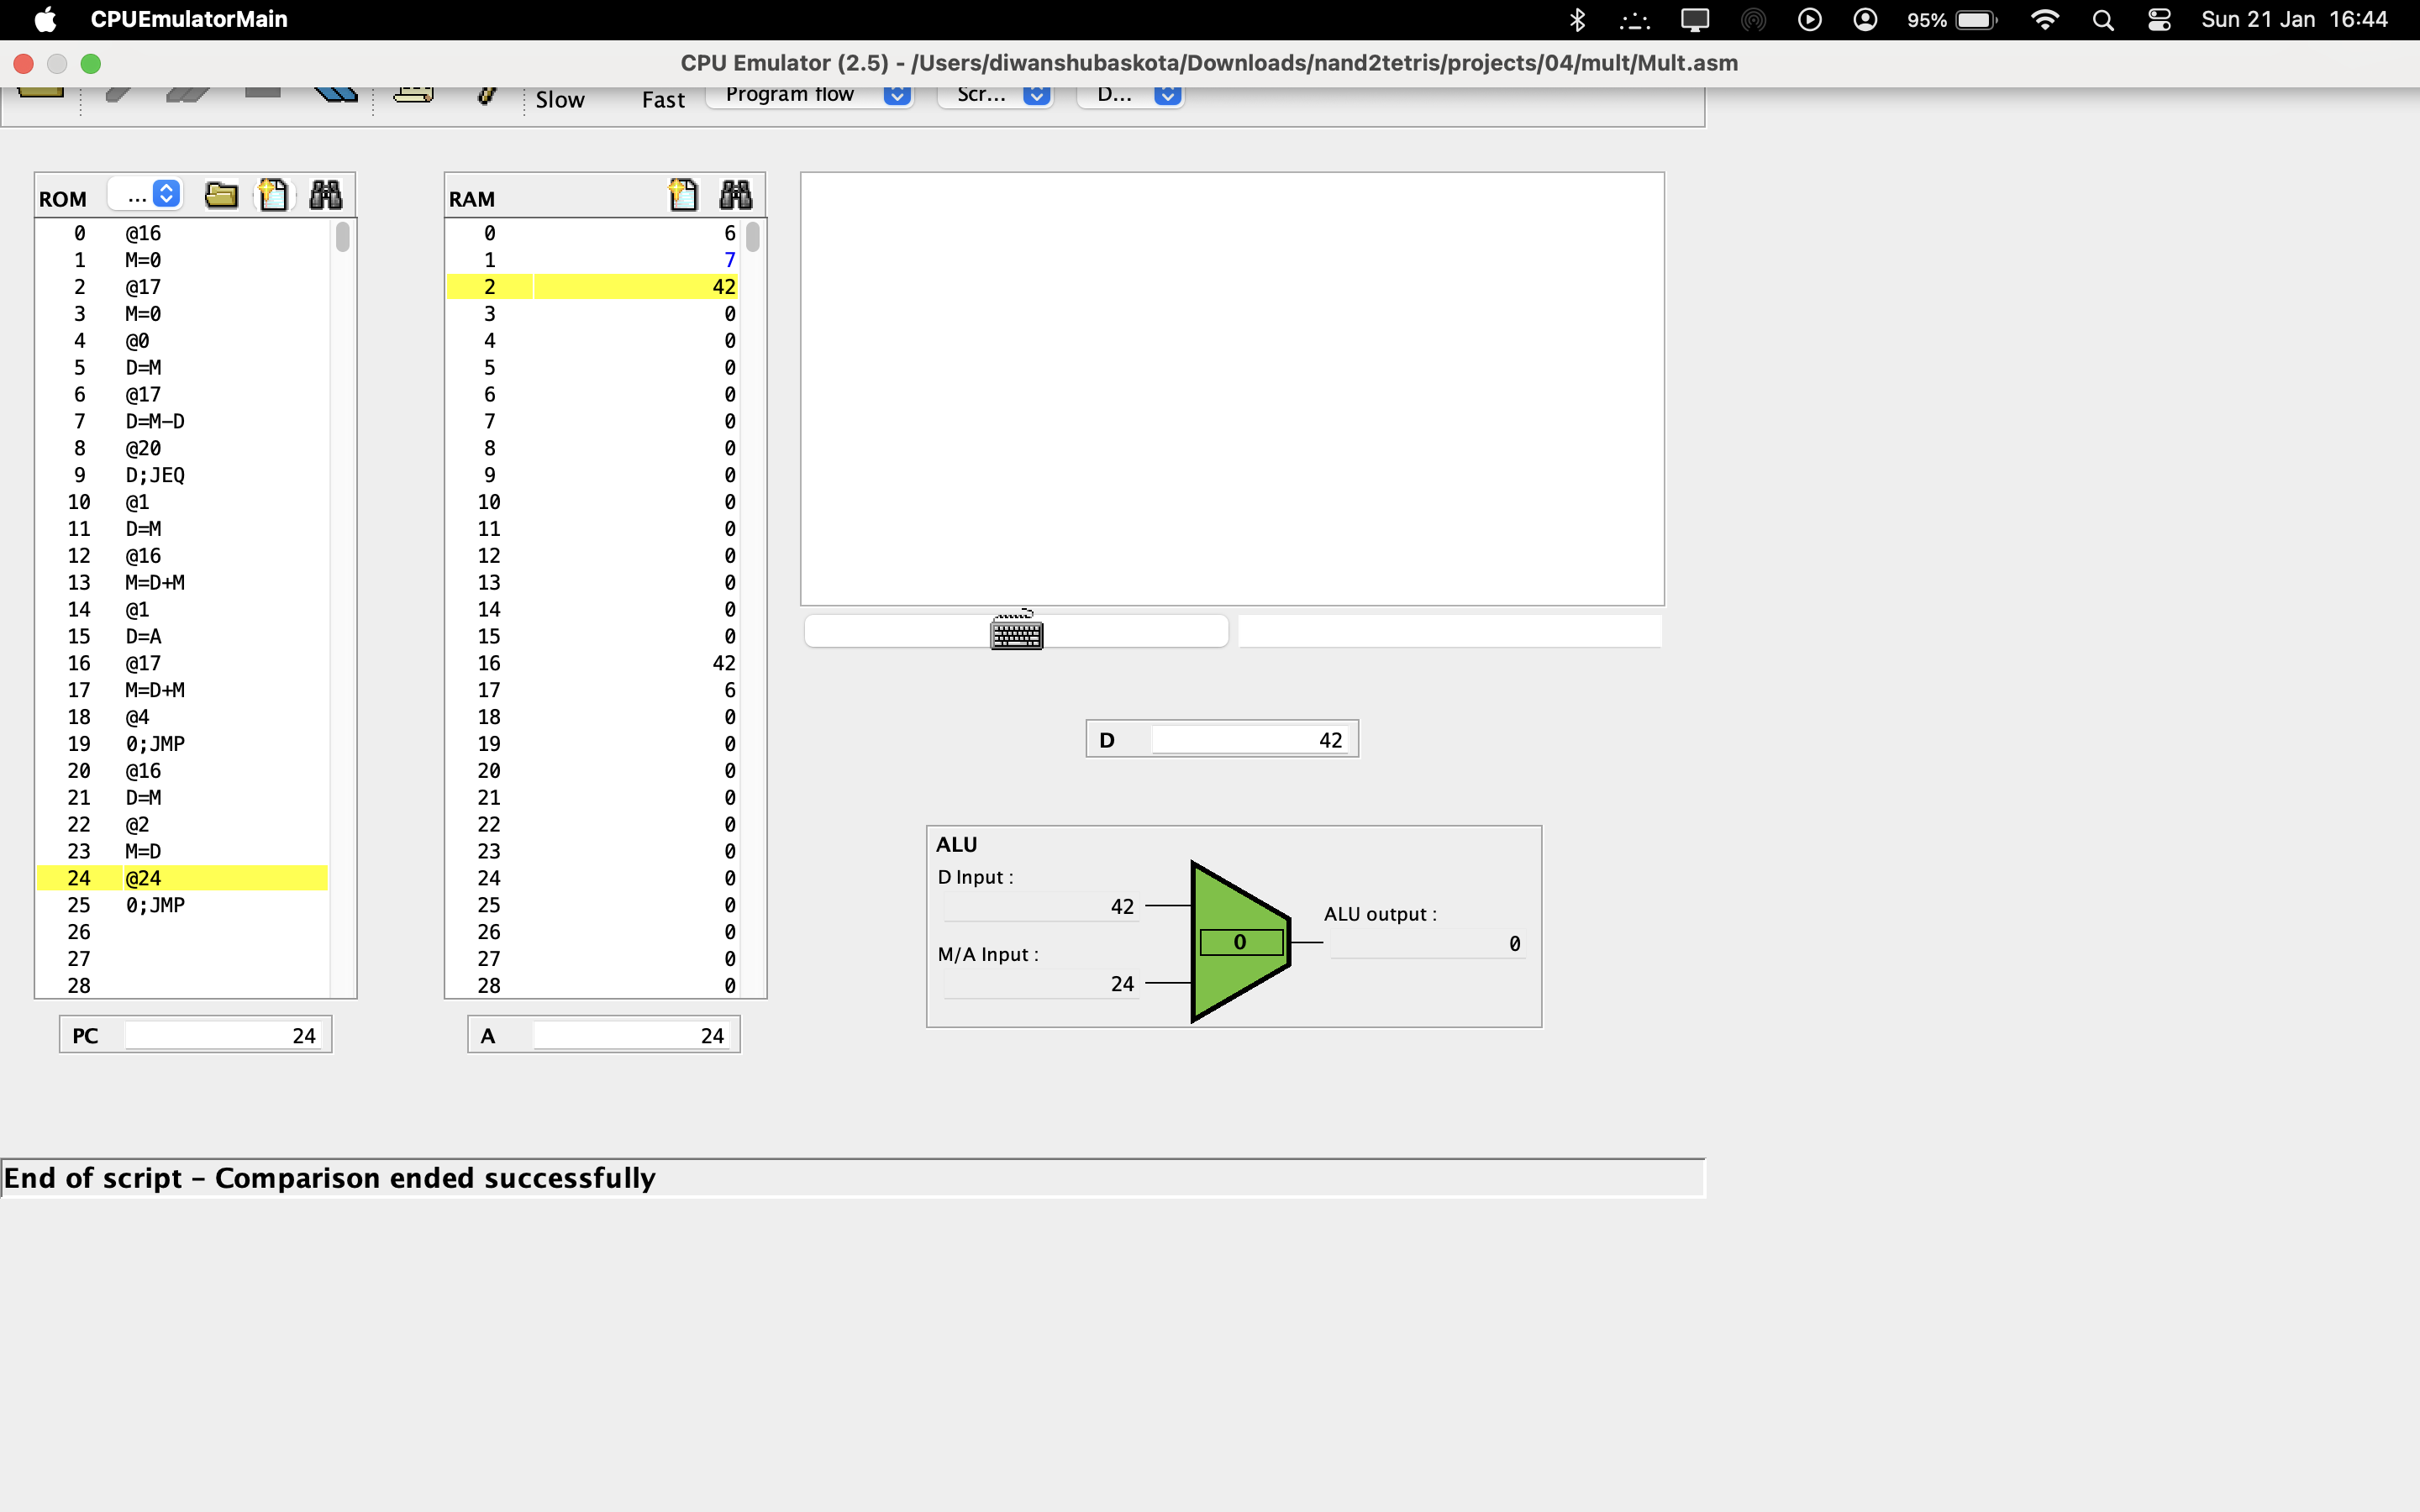 CPUEmulatorMain
95%
Sun 21 Jan 16:44
CPU Emulator (2.5) - /Users/diwanshubaskota/Downloads/nand2tetris/projects/04/mult/Mult.asm
Slow Fast Program flow Scr... D...
ROM ...
0 @16
1 M=0
2 @17
3 M=0
4 @0
5 D=M
6 @17
7 D=M-D
8 @20
9 D;JEQ
10 @1
11 D=M
12 @16
13 M=D+M
14 @1
15 D=A
16 @17
17 M=D+M
18 @4
19 0;JMP
20 @16
21 D=M
22 @2
23 M=D
24 @24
25 0;JMP
26
27
28
PC 24
RAM
0 6
1 7
2 42
3 0
4 0
5 0
6 0
7 0
8 0
9 0
10 0
11 0
12 0
13 0
14 0
15 0
16 42
17 6
18 0
19 0
20 0
21 0
22 0
23 0
24 0
25 0
26 0
27 0
28 0
A 24
D 42
ALU
D Input :
42
M/A Input :
24
0
ALU output :
0
End of script - Comparison ended successfully